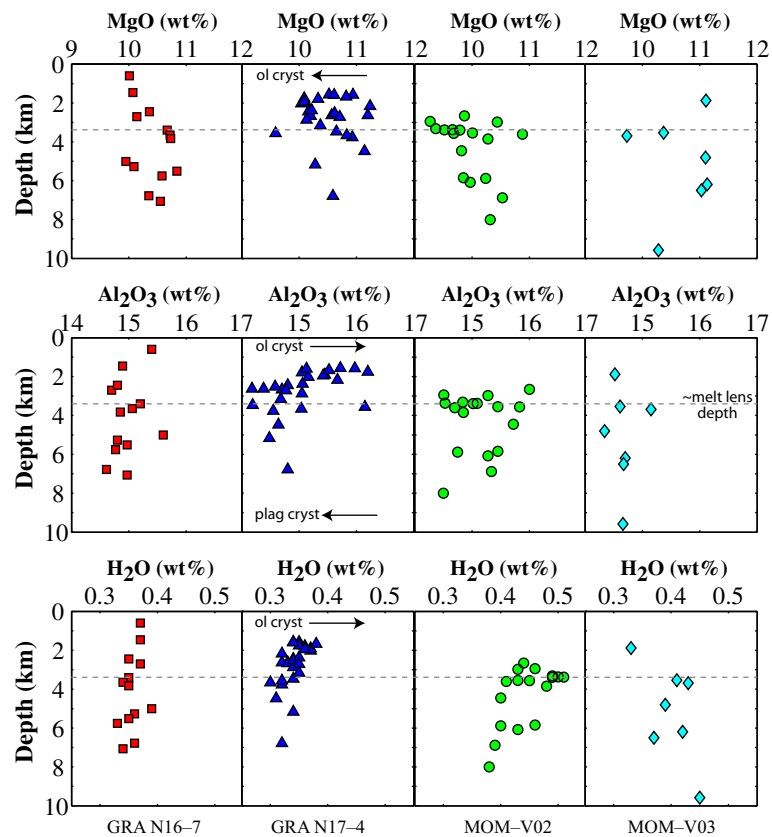 MgO (wt%) MgO (wt%) MgO (wt%) MgO (wt%)
9 10 11 12 10 11 12 10 11 12 10 11 12
0
2
4
6
8
10
Depth (km)
ol cryst
Al2O3 (wt%) Al2O3 (wt%) Al2O3 (wt%) Al2O3 (wt%)
14 15 16 17 15 16 17 15 16 17 15 16 17
0
2
4
6
8
10
Depth (km)
ol cryst
plag cryst
~melt lens
depth
H2O (wt%) H2O (wt%) H2O (wt%) H2O (wt%)
0.3 0.4 0.5 0.3 0.4 0.5 0.3 0.4 0.5 0.3 0.4 0.5
0
2
4
6
8
10
Depth (km)
ol cryst
GRA N16–7 GRA N17–4 MOM–V02 MOM–V03